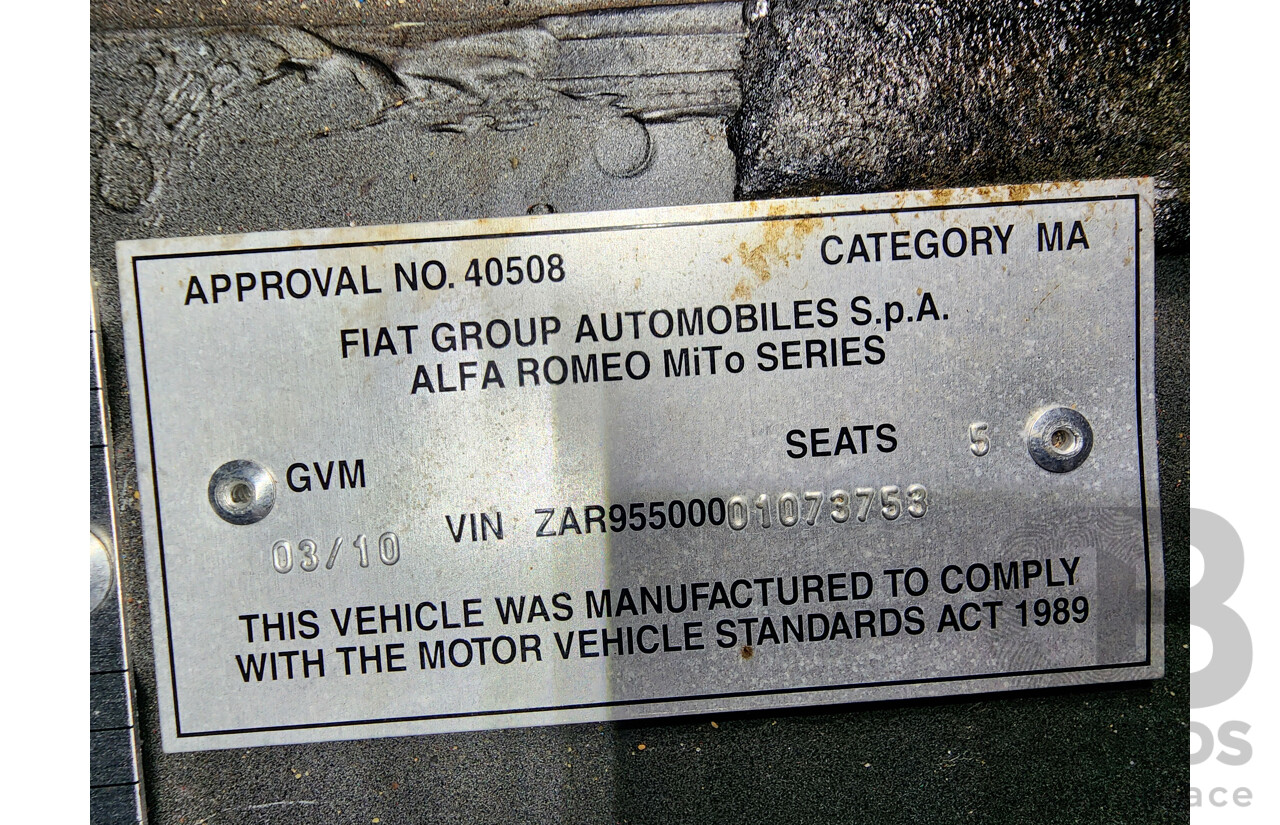 APPROVAL NO. 40508 CATEGORY MA
FIAT GROUP AUTOMOBILES S.p.A.
ALFA ROMEO MiTo SERIES
SEATS 5
GVM
VIN ZAR95500001073753
03/10
THIS VEHICLE WAS MANUFACTURED TO COMPLY
WITH THE MOTOR VEHICLE STANDARDS ACT 1989